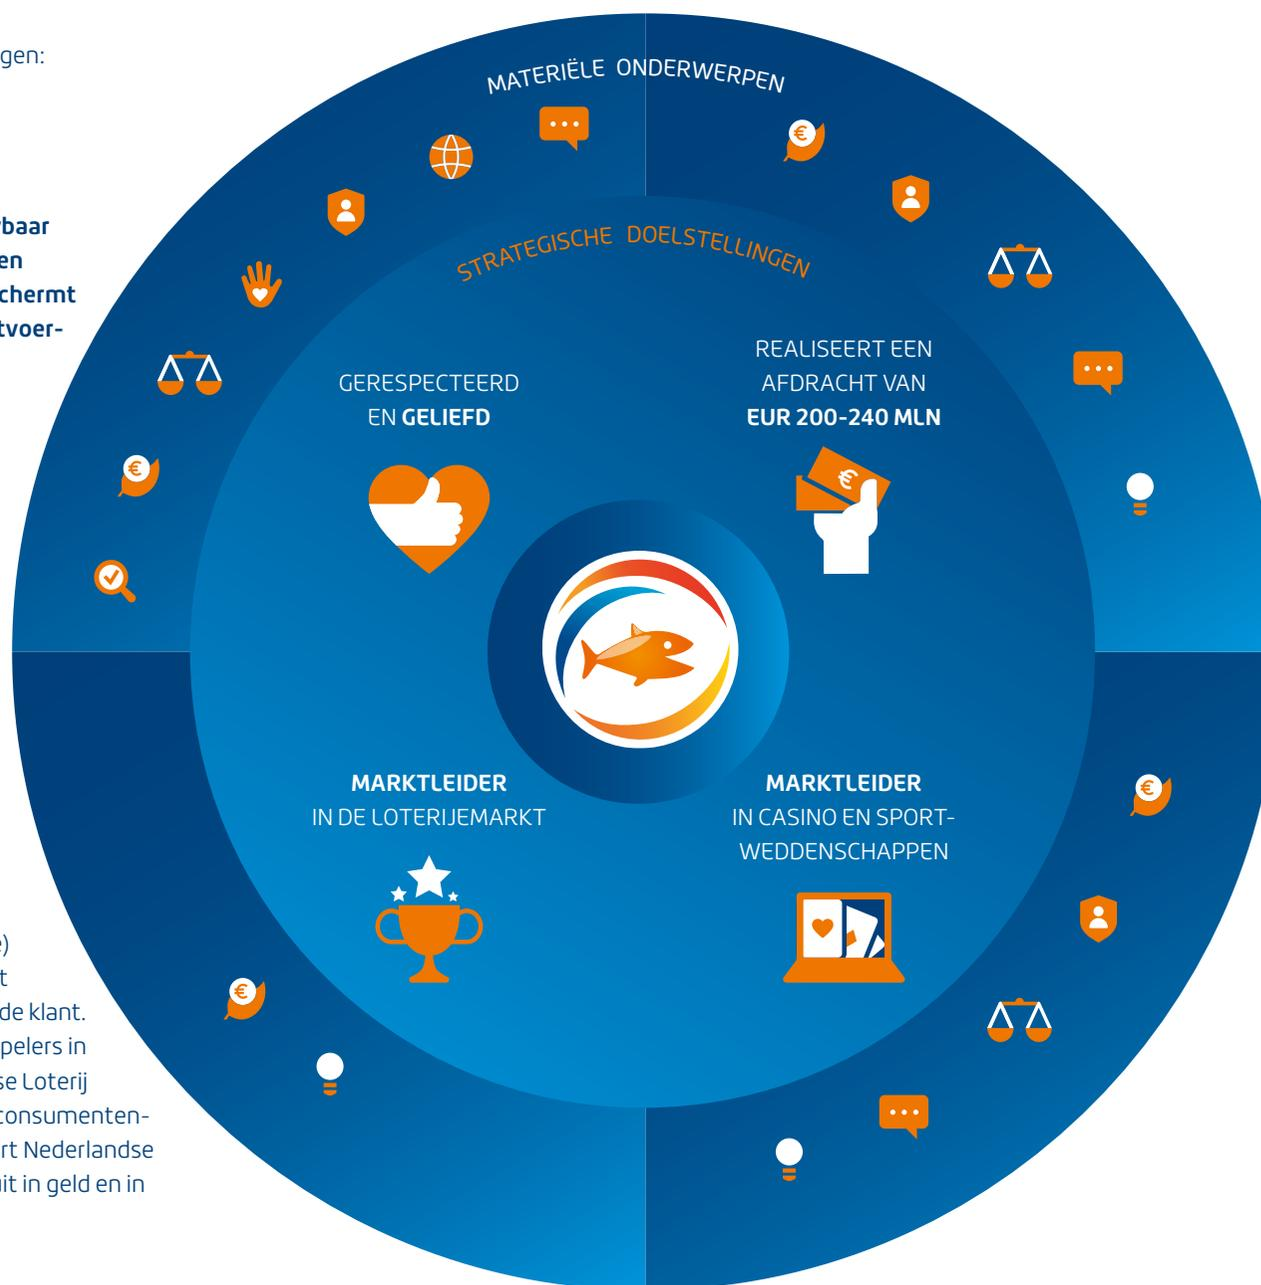 gen:
baar
en
chermt
tvoer-
MATERIËLE ONDERWERPEN
STRATEGISCHE DOELSTELLINGEN
GERESPECTEERD
EN GELIEFD
REALISEERT EEN
AFDRACHT VAN
EUR 200-240 MLN
€
MARKTLEIDER
IN DE LOTERIJEMARKT
MARKTLEIDER
IN CASINO EN SPORT-
WEDDENSCHAPPEN
€
€
€
€
)
t
de klant.
pelers in
se Loterij
consumenten-
rt Nederlandse
uit in geld en in